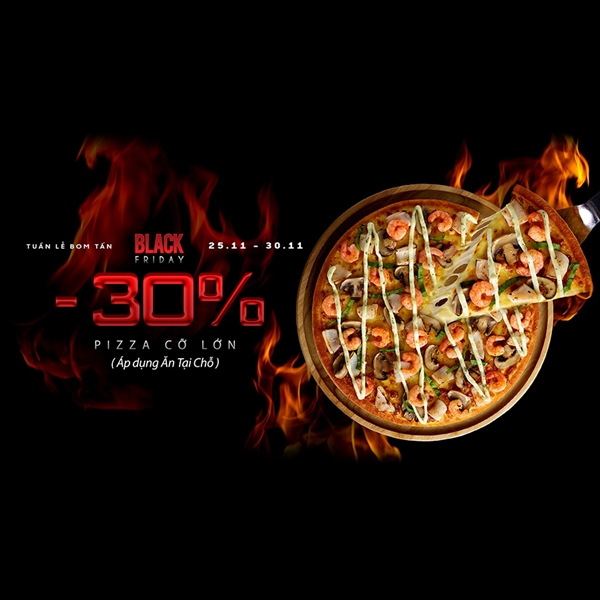 TUẦN LỄ BOM TẤN
BLACK
FRIDAY
25.11 - 30.11
-30%
PIZZA CỠ LỚN
(Áp dụng Ăn Tại Chỗ)